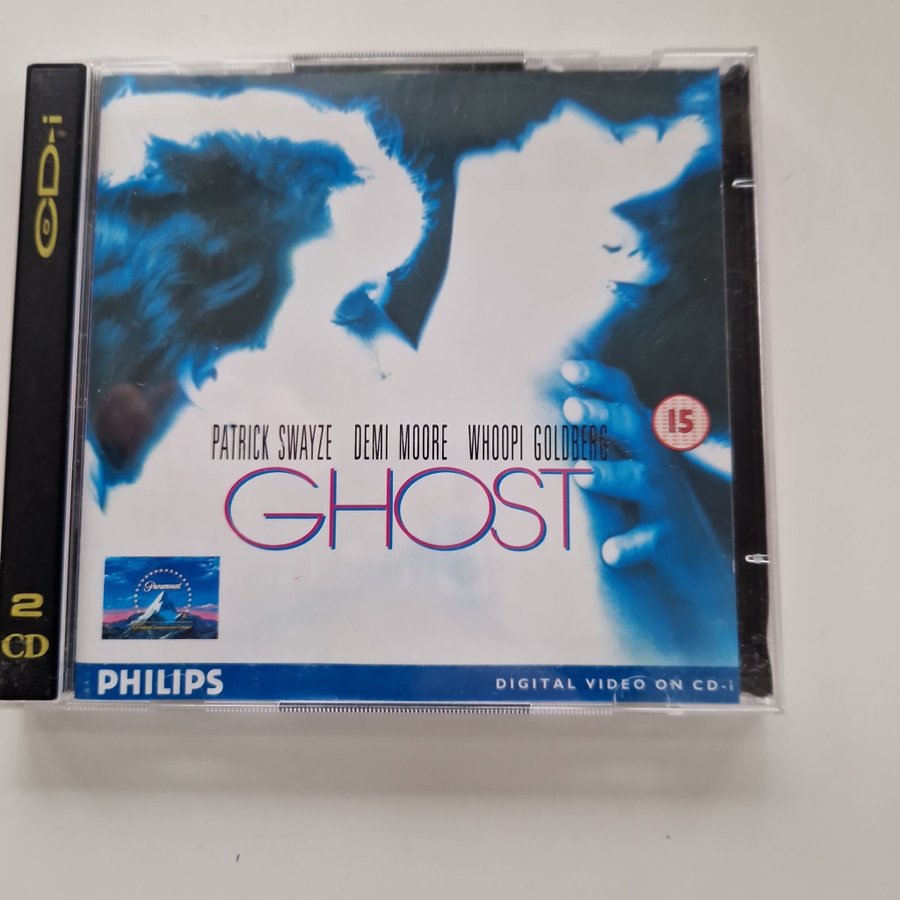 CD-i
2
CD
PATRICK SWAYZE DEMI MOORE WHOOPI GOLDBERG
15
GHOST
Paramount
PHILIPS
DIGITAL VIDEO ON CD-i